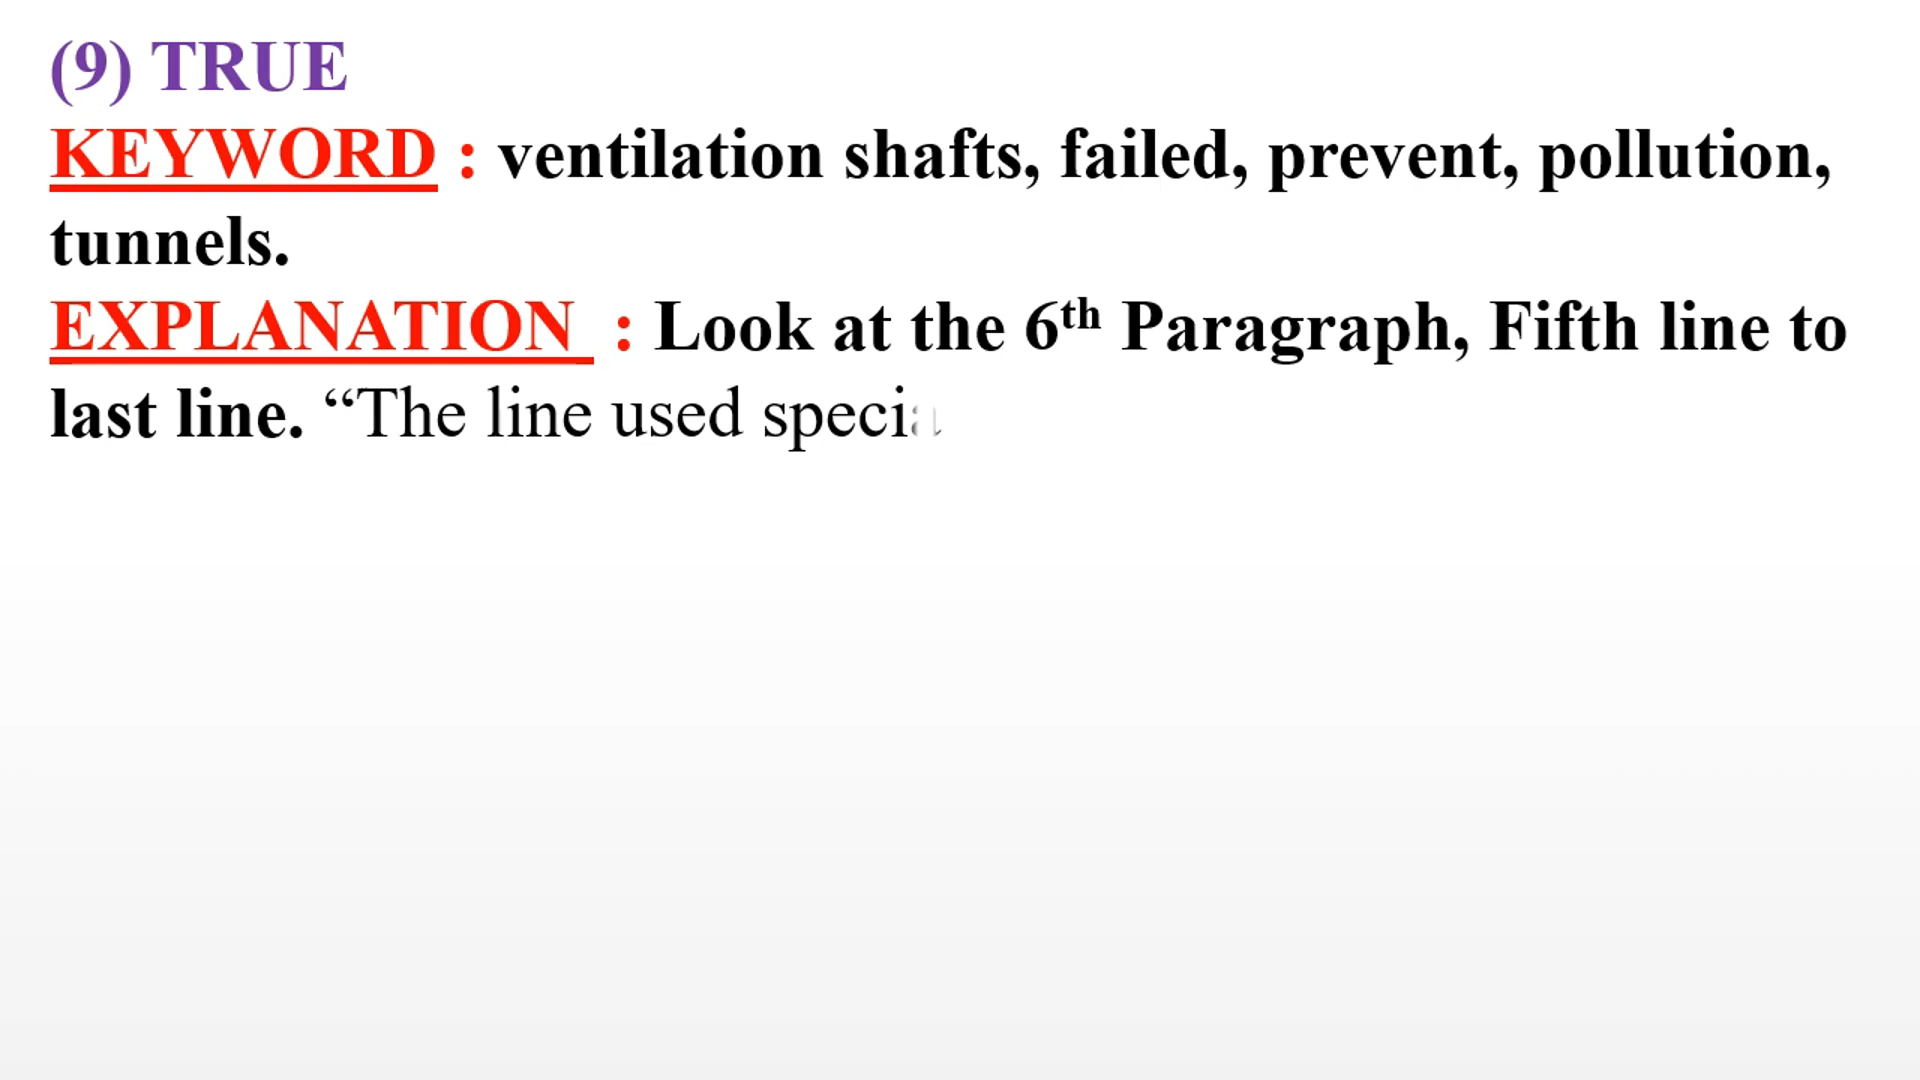 (9) TRUE
KEYWORD : ventilation shafts, failed, prevent, pollution,
tunnels.
EXPLANATION : Look at the 6th Paragraph, Fifth line to
last line. “The line used